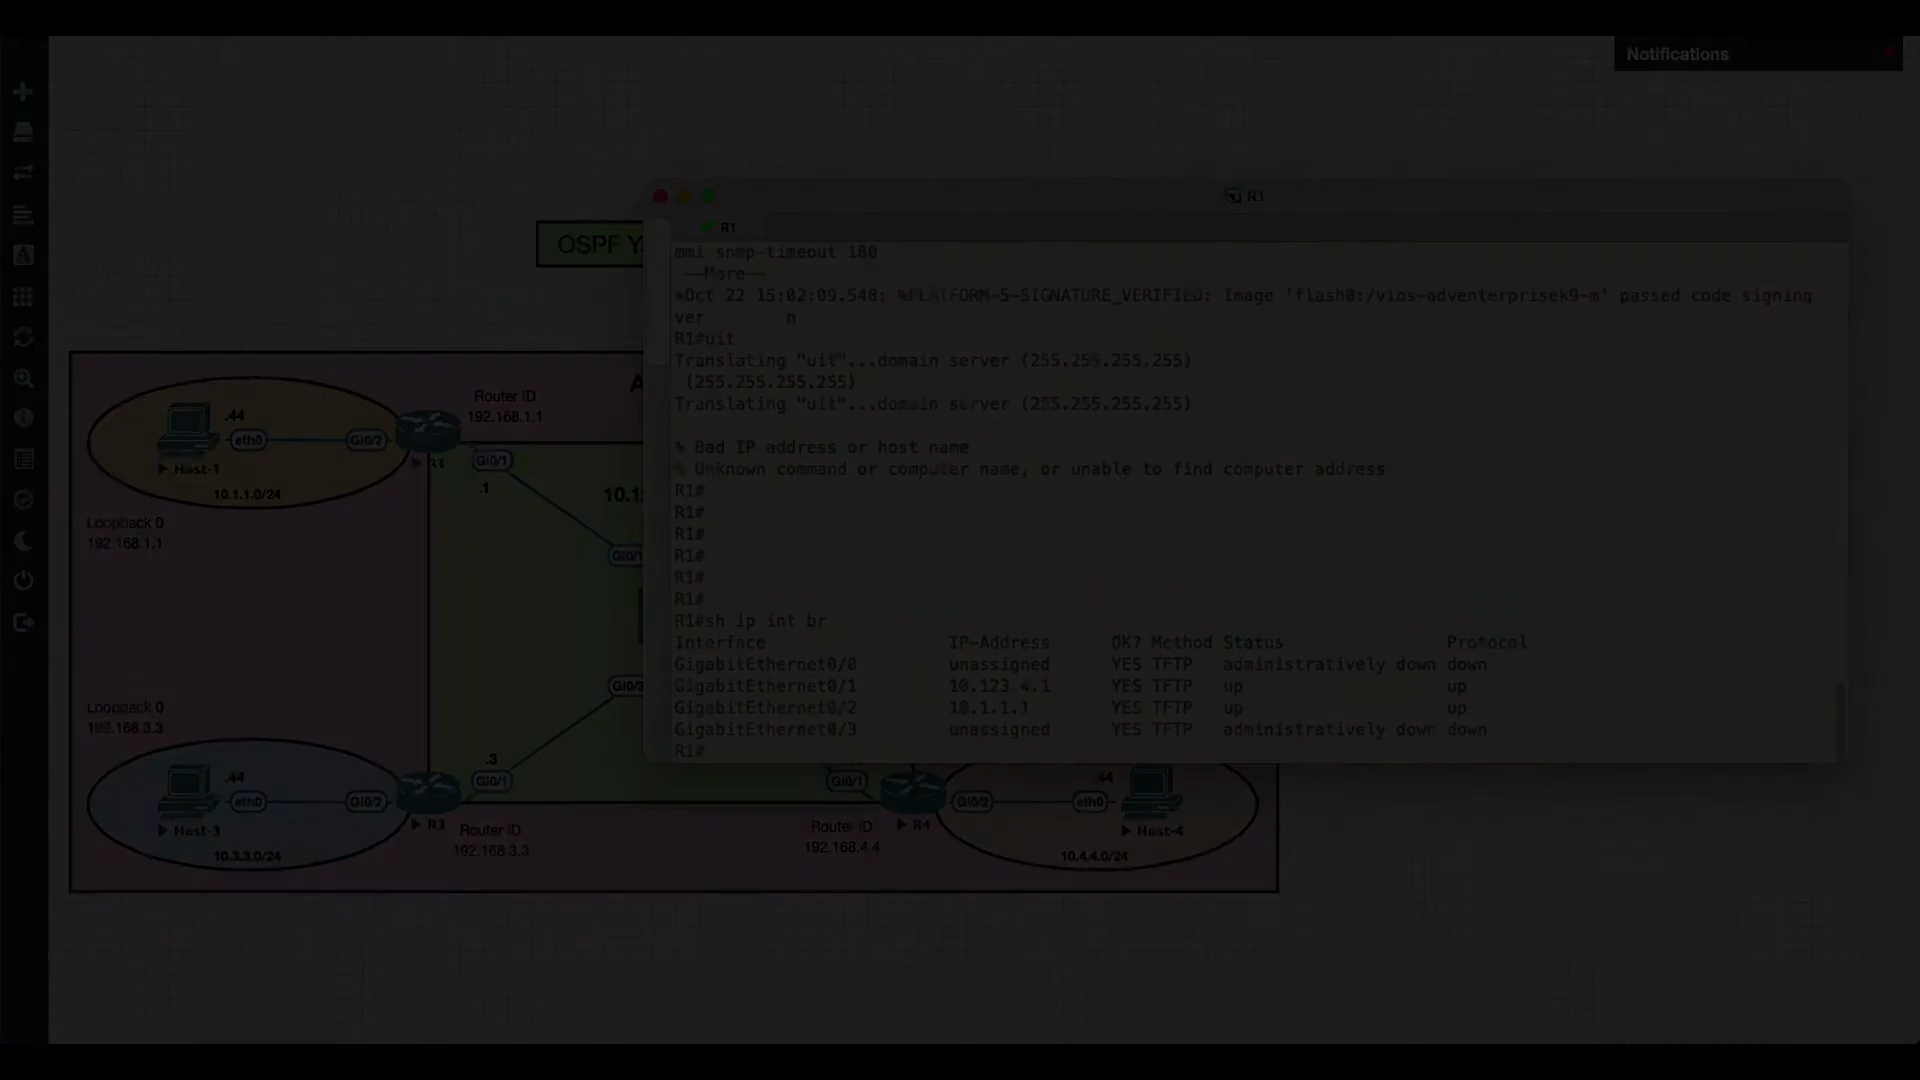 Notifications
R1
R1
OSPF
mmi snmp-timeout 180
--More--
*Oct 22 15:02:09.548: %PLATFORM-5-SIGNATURE_VERIFIED: Image 'flash0:/vios-adventerprisek9-m' passed code signing
ver n
R1#uit
Translating "uit"...domain server (255.255.255.255)
(255.255.255.255)
Translating "uit"...domain server (255.255.255.255)
% Bad IP address or host name
% Unknown command or computer name, or unable to find computer address
R1#
R1#
R1#
R1#
R1#
R1#
R1#sh ip int br
Interface IP-Address OK? Method Status Protocol
GigabitEthernet0/0 unassigned YES TFTP administratively down down
GigabitEthernet0/1 10.123.4.1 YES TFTP up up
GigabitEthernet0/2 10.1.1.1 YES TFTP up up
GigabitEthernet0/3 unassigned YES TFTP administratively down down
R1#
Router ID
192.168.1.1
.44
eth0
Gi0/2
Host-1
R1
Gi0/1
.1
10.1.1.0/24
Loopback 0
192.168.1.1
Gi0/1
Gi0/3
Loopback 0
192.168.3.3
.3
.44
eth0
Gi0/2
Gi0/1
Host-3
R3
10.3.3.0/24
Router ID
192.168.3.3
Gi0/1
Router ID
192.168.4.4
R4
Gi0/2
eth0
.44
Host-4
10.4.4.0/24